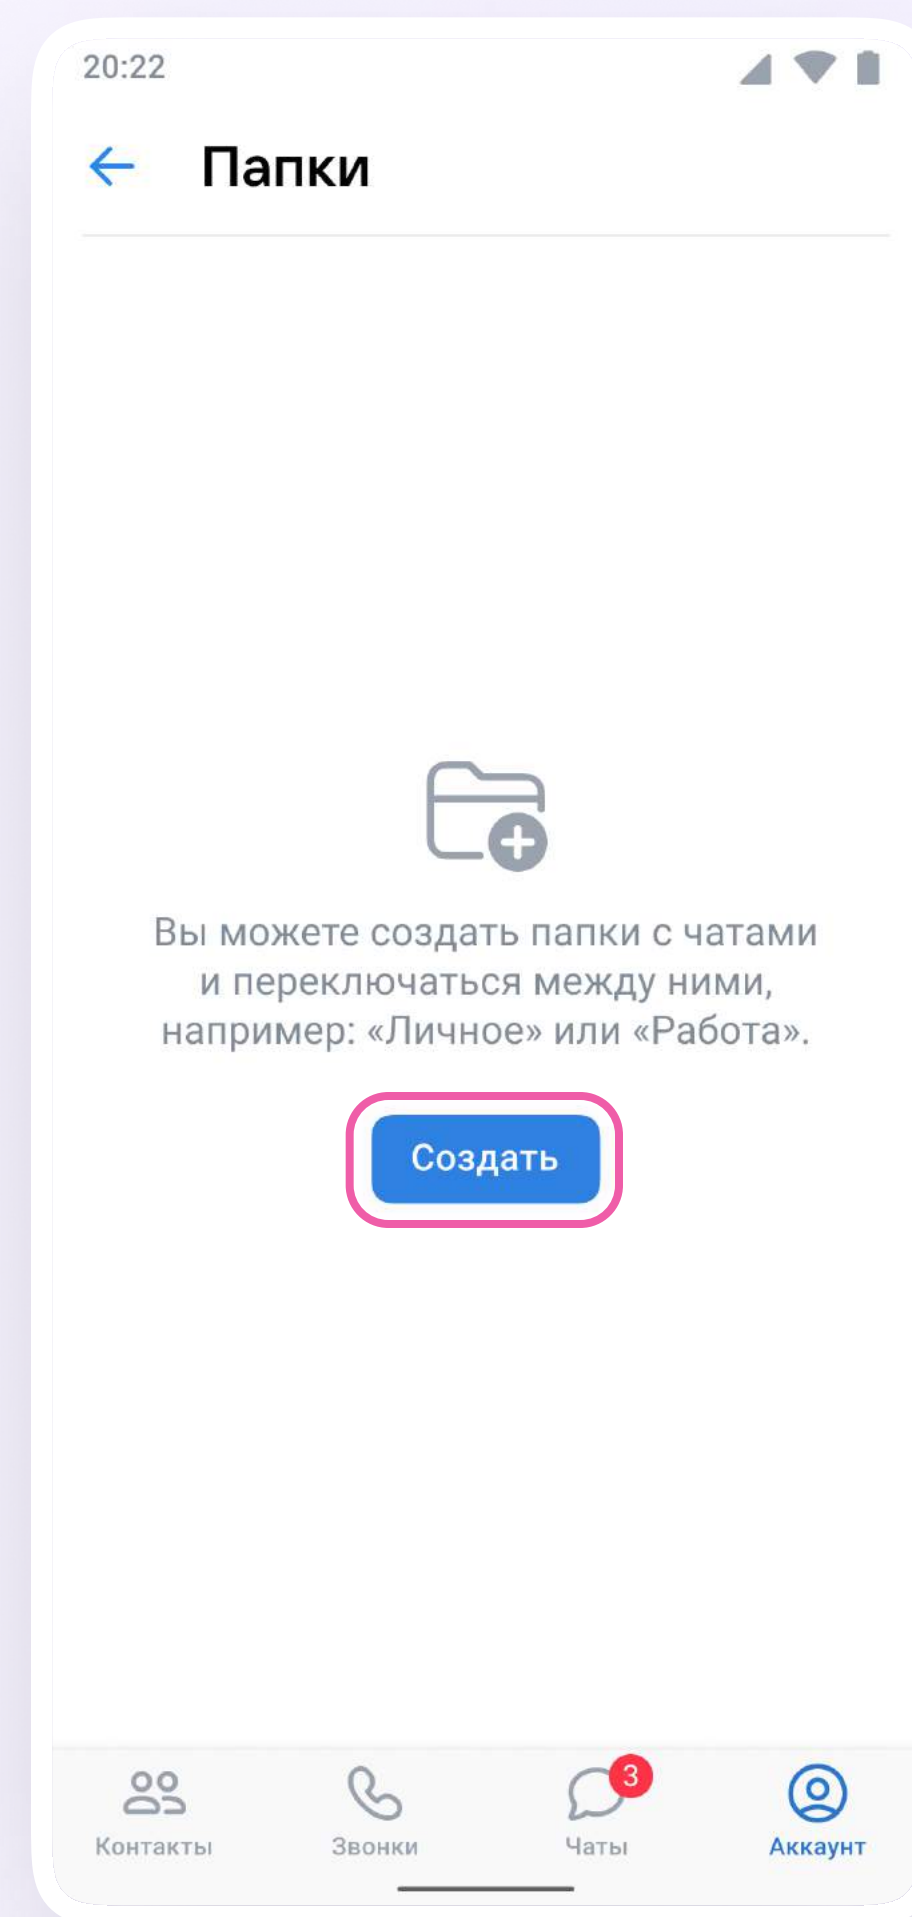 20:22
Папки
Вы можете создать папки с чатами
и переключаться между ними,
например: «Личное» или «Работа».
Создать
3
Контакты
Звонки
Чаты
Аккаунт